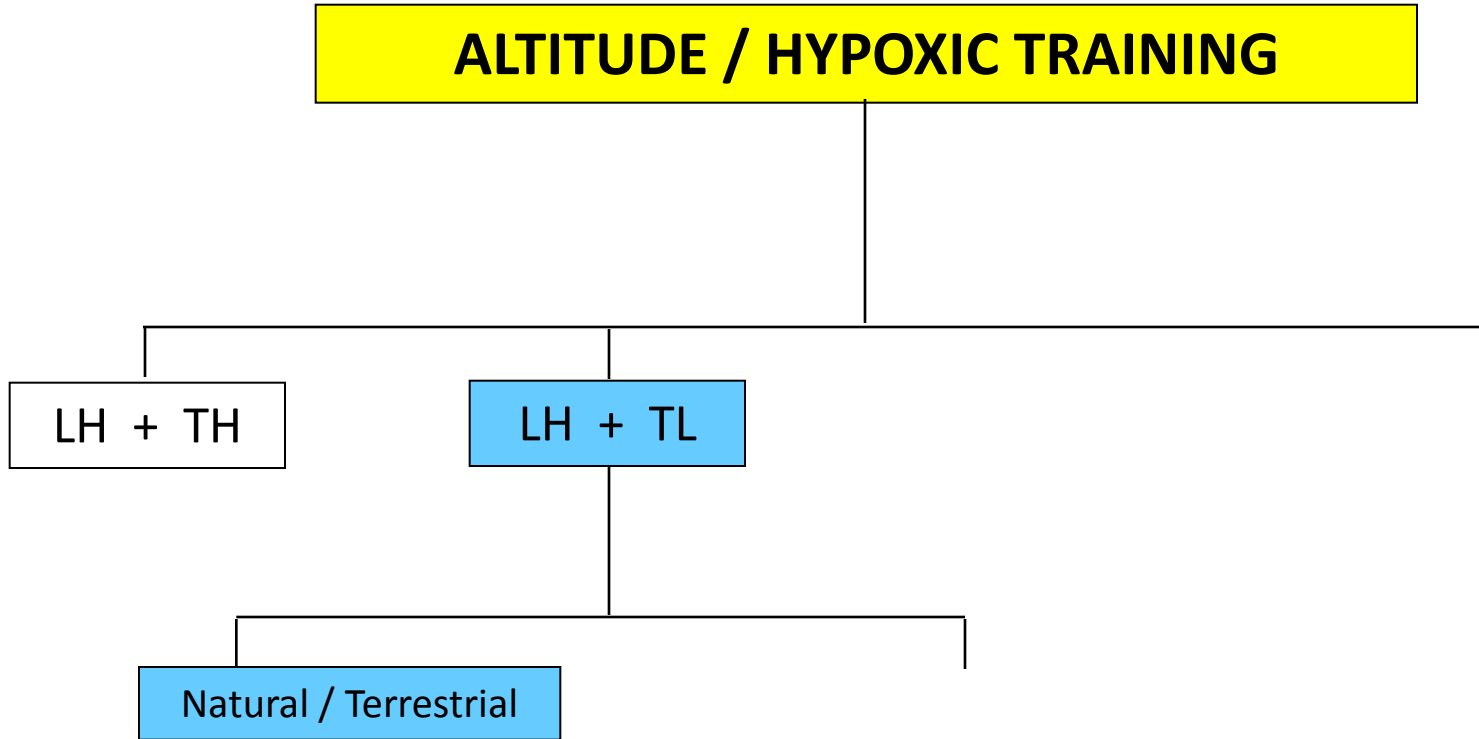 ALTITUDE / HYPOXIC TRAINING
LH + TH
LH + TL
Natural / Terrestrial